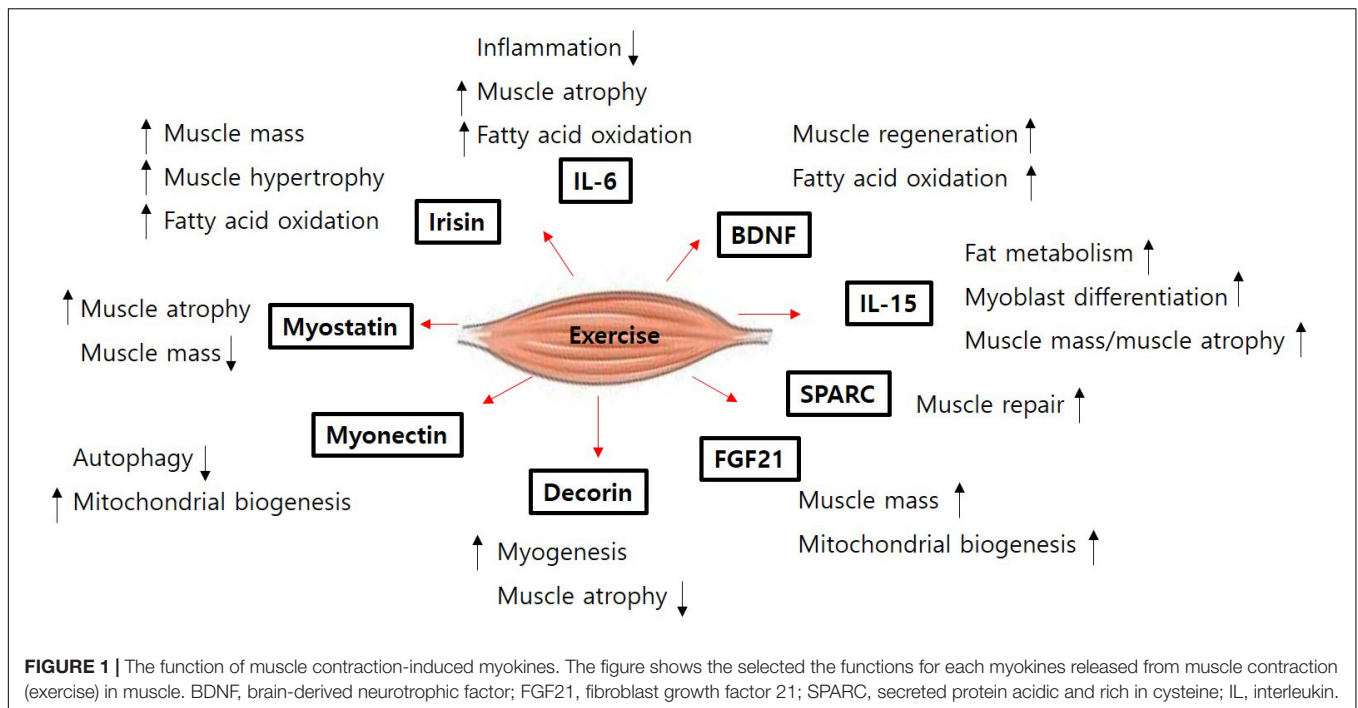 Inflammation ↓
↑ Muscle atrophy
↑ Fatty acid oxidation
IL-6
↑ Muscle mass
↑ Muscle hypertrophy
↑ Fatty acid oxidation
Irisin
Muscle regeneration ↑
Fatty acid oxidation ↑
BDNF
Fat metabolism ↑
Myoblast differentiation ↑
Muscle mass/muscle atrophy ↑
IL-15
↑ Muscle atrophy
Muscle mass ↓
Myostatin
Exercise
SPARC
Muscle repair ↑
Myonectin
Autophagy ↓
↑ Mitochondrial biogenesis
FGF21
Muscle mass ↑
Mitochondrial biogenesis ↑
Decorin
↑ Myogenesis
Muscle atrophy ↓
FIGURE 1 | The function of muscle contraction-induced myokines. The figure shows the selected the functions for each myokines released from muscle contraction
(exercise) in muscle. BDNF, brain-derived neurotrophic factor; FGF21, fibroblast growth factor 21; SPARC, secreted protein acidic and rich in cysteine; IL, interleukin.